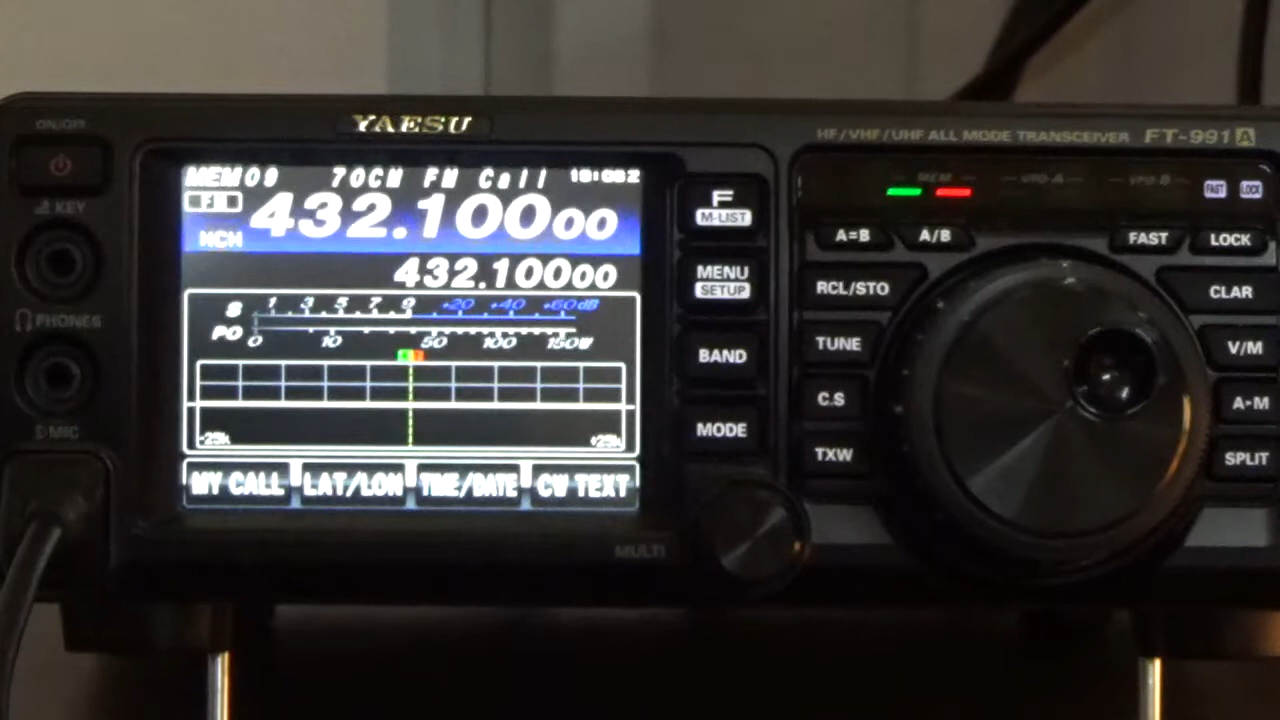 YAESU
HF/VHF/UHF ALL MODE TRANSCEIVER FT-991A
ON/OFF
MEM09 70CM FM Call
432.10000
MCH
432.10000
S 1 3 5 7 9 +20 +40 +60dB
PO 0 10 50 100 150W
-25k +25k
MY CALL LAT/LON TIME/DATE CW TEXT
KEY
PHONES
MIC
F
M-LIST
MENU
SETUP
BAND
MODE
MULTI
MEM VFO-A VFO-B
FAST LOCK
A=B A/B FAST LOCK
RCL/STO CLAR
TUNE V/M
C.S A▸M
TXW SPLIT